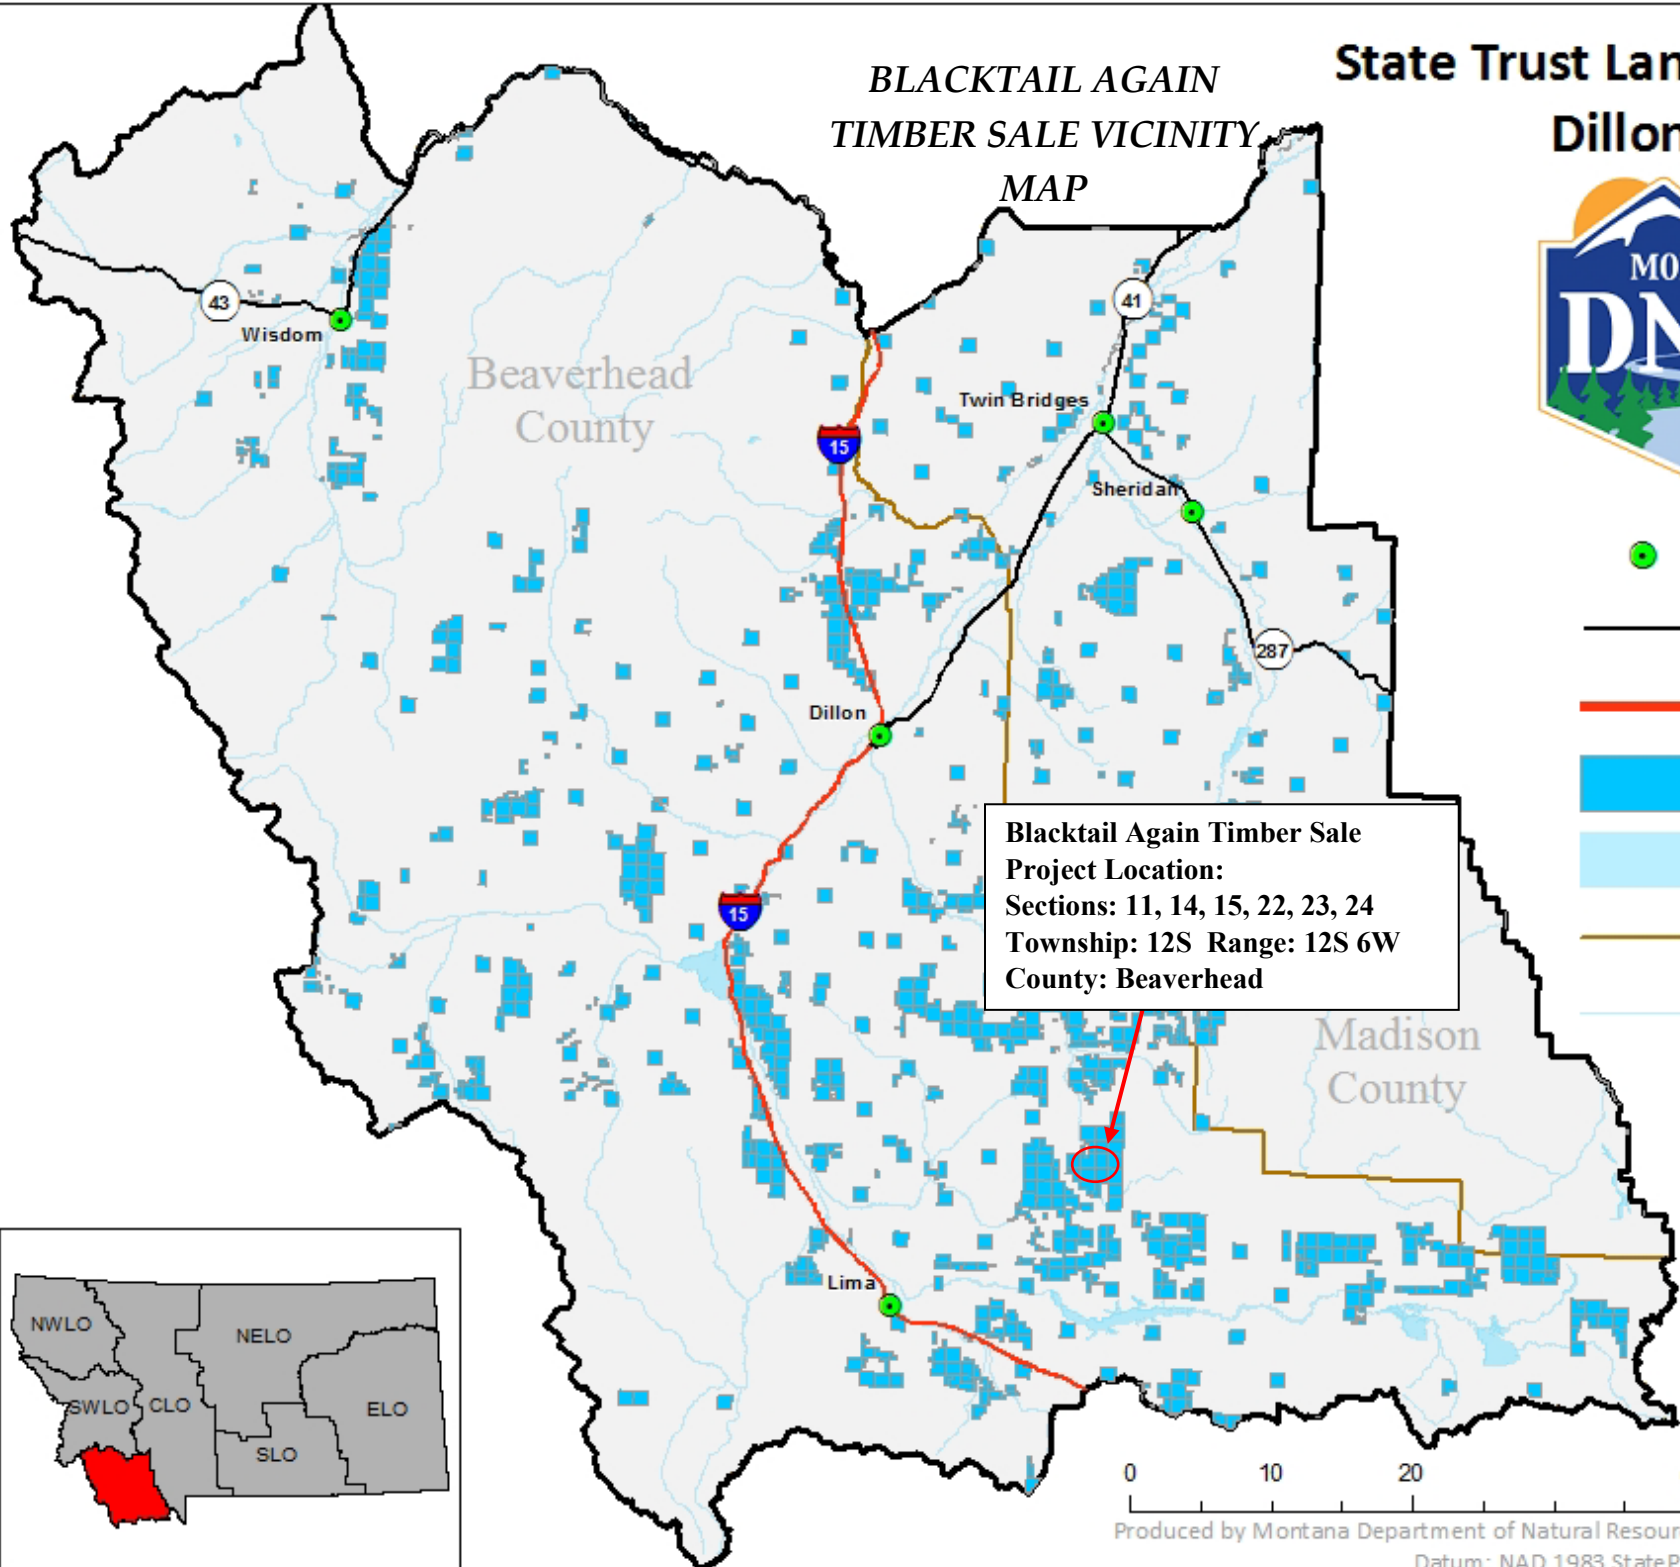 BLACKTAIL AGAIN
TIMBER SALE VICINITY
MAP
State Trust Lan
Dillon
MO
DN
43
Wisdom
Beaverhead
County
15
41
Twin Bridges
Sheridan
287
Dillon
15
Blacktail Again Timber Sale
Project Location:
Sections: 11, 14, 15, 22, 23, 24
Township: 12S Range: 12S 6W
County: Beaverhead
Madison
County
Lima
NWLO
NELO
SWLO
CLO
ELO
SLO
0 10 20
Produced by Montana Department of Natural Resour
Datum: NAD 1983 StateP